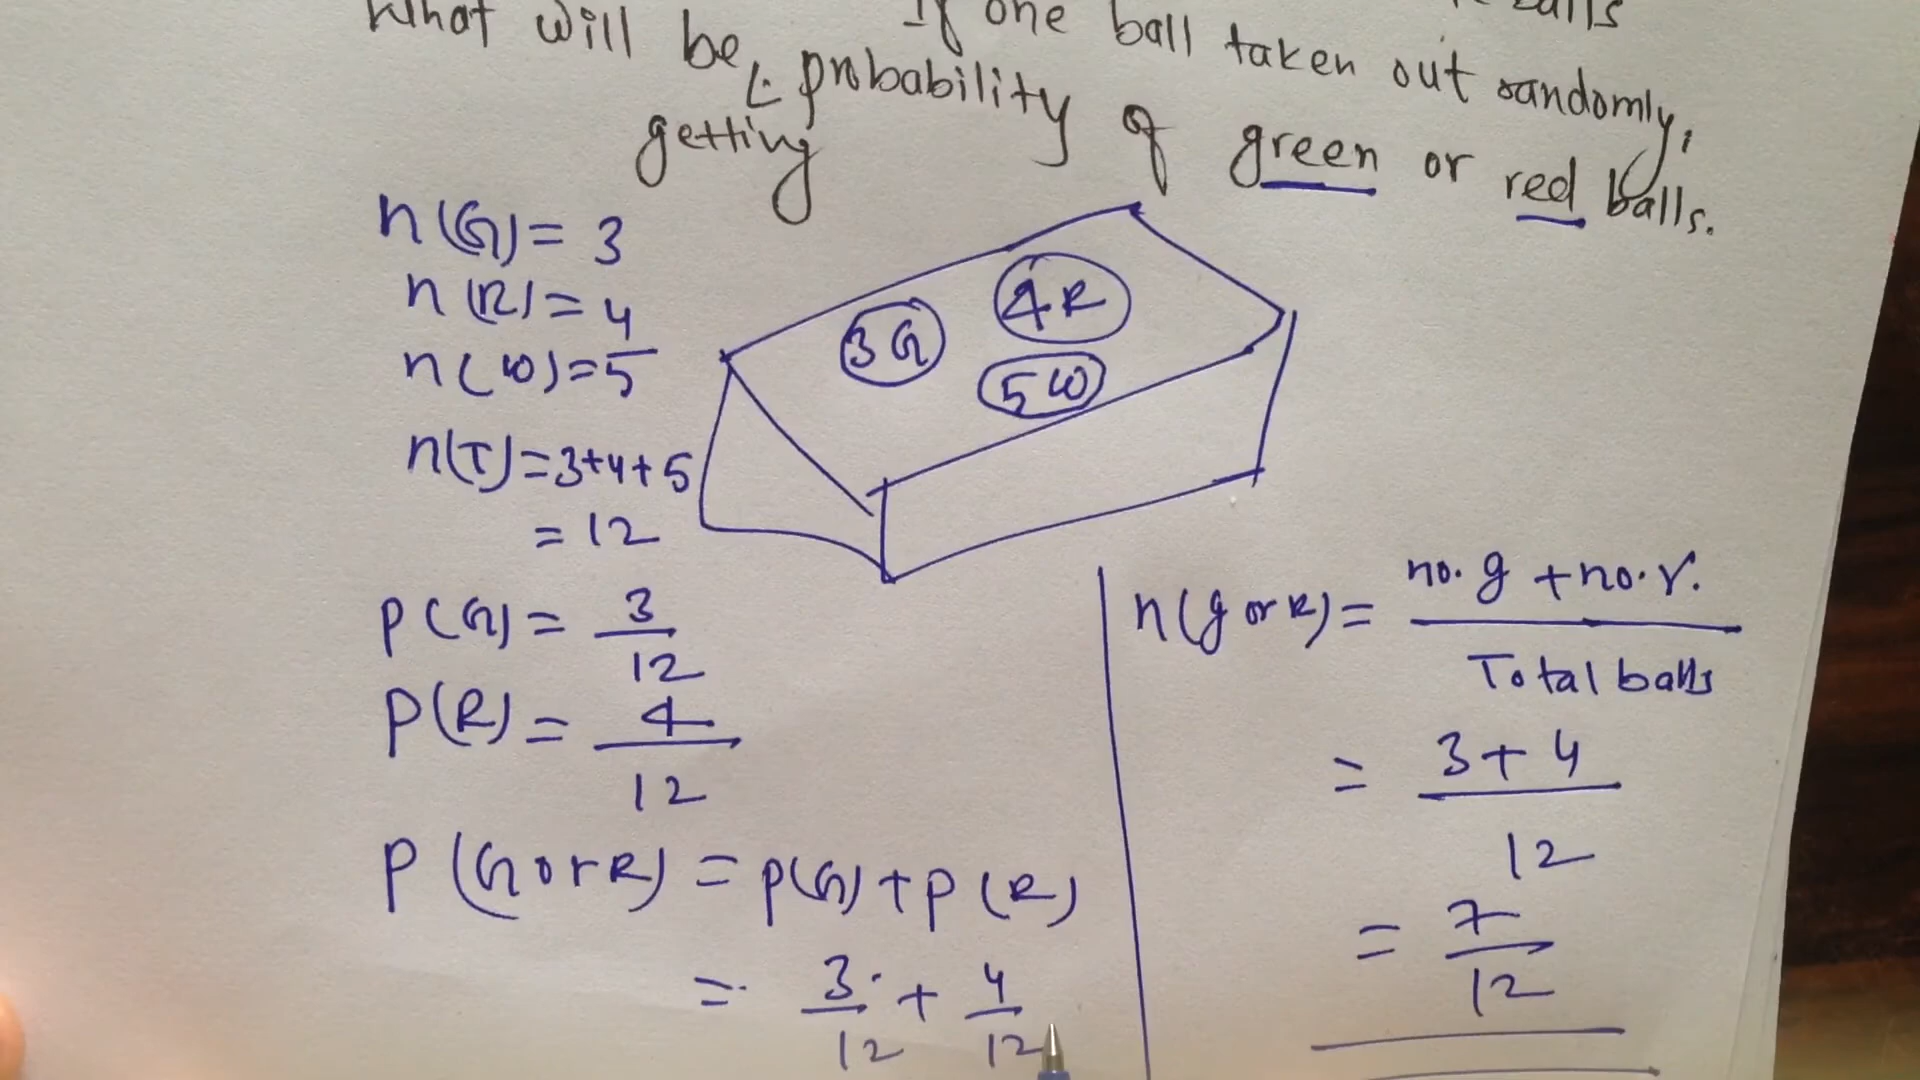 balls
If one ball taken out randomly,
What will be probability of green or red balls.
getting
n(G) = 3
n(R) = 4
n(W) = 5
n(T) = 3+4+5
= 12
3G
4R
5W
P(G) = 3/12
P(R) = 4/12
P(G or R) = P(G) + P(R)
= 3/12 + 4/12
n(g or R) = no. g + no. r. / Total balls
= 3+4 / 12
= 7/12